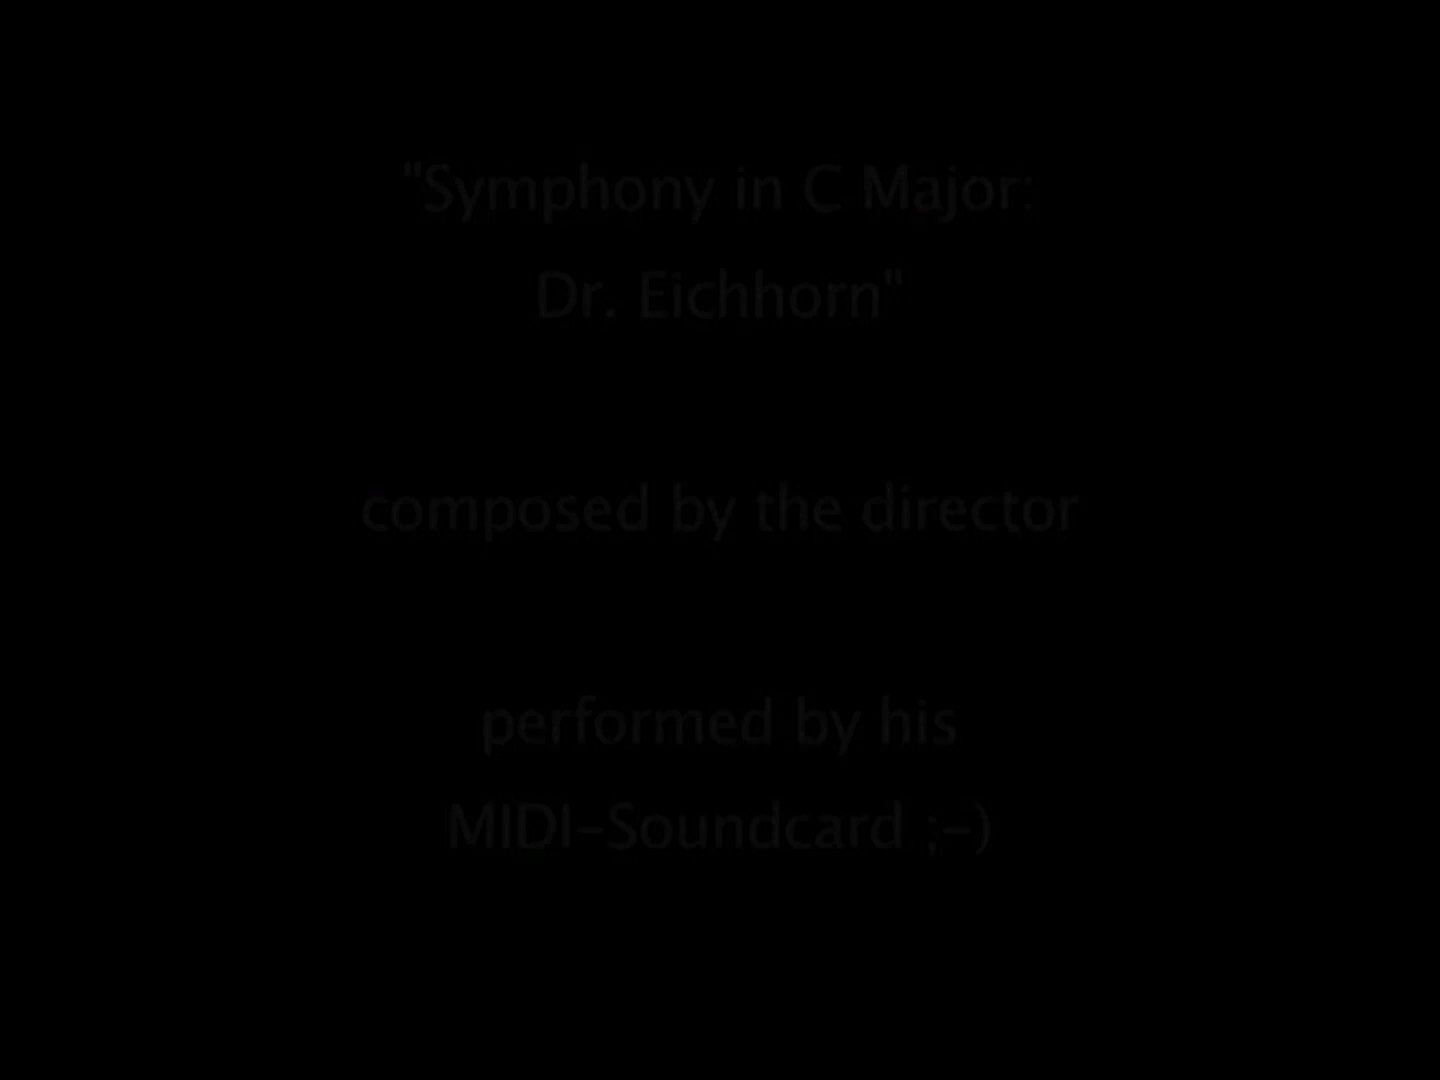 "Symphony in C Major:
Dr. Eichhorn"
composed by the director
performed by his
MIDI-Soundcard ;-)